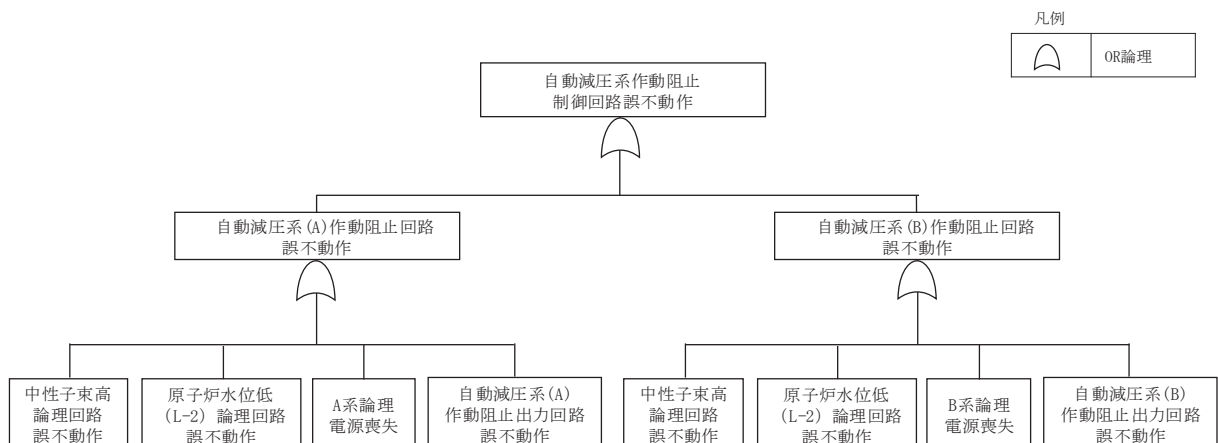 凡例
OR論理
自動減圧系作動阻止
制御回路誤不動作
自動減圧系(A)作動阻止回路
誤不動作
自動減圧系(B)作動阻止回路
誤不動作
中性子束高
論理回路
誤不動作
原子炉水位低
（L-2）論理回路
誤不動作
A系論理
電源喪失
自動減圧系(A)
作動阻止出力回路
誤不動作
中性子束高
論理回路
誤不動作
原子炉水位低
（L-2）論理回路
誤不動作
B系論理
電源喪失
自動減圧系(B)
作動阻止出力回路
誤不動作